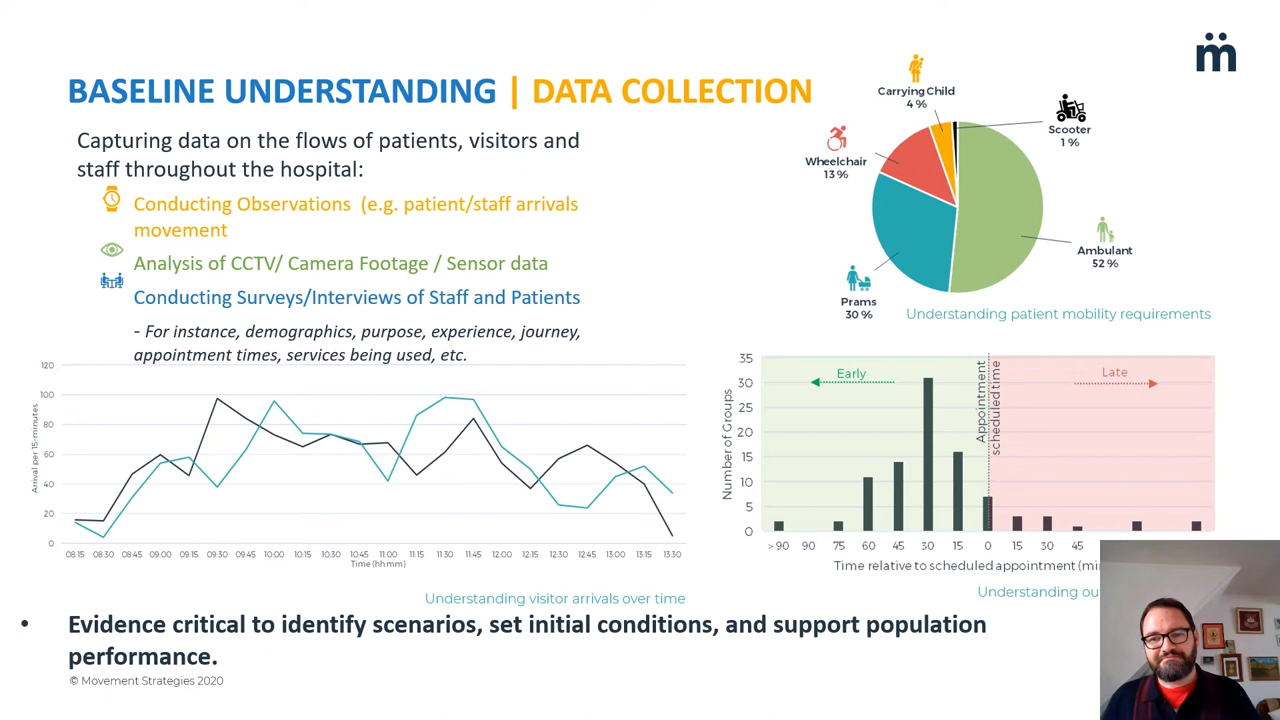 m
BASELINE UNDERSTANDING | DATA COLLECTION
Capturing data on the flows of patients, visitors and
staff throughout the hospital:
Conducting Observations (e.g. patient/staff arrivals
movement
Analysis of CCTV/ Camera Footage / Sensor data
Conducting Surveys/Interviews of Staff and Patients
- For instance, demographics, purpose, experience, journey,
appointment times, services being used, etc.
Carrying Child
4 %
Scooter
1 %
Wheelchair
13 %
Ambulant
52 %
Prams
30 %
Understanding patient mobility requirements
120
100
80
60
40
20
0
Arrival per 15-minutes
08:15 08:30 08:45 09:00 09:15 09:30 09:45 10:00 10:15 10:30 10:45 11:00 11:15 11:30 11:45 12:00 12:15 12:30 12:45 13:00 13:15 13:30
Time (hh:mm)
Understanding visitor arrivals over time
35
30
25
20
15
10
5
0
Number of Groups
Early
Appointment
scheduled time
Late
>90 90 75 60 45 30 15 0 15 30 45
Time relative to scheduled appointment
Understanding
• Evidence critical to identify scenarios, set initial conditions, and support population
performance.
© Movement Strategies 2020